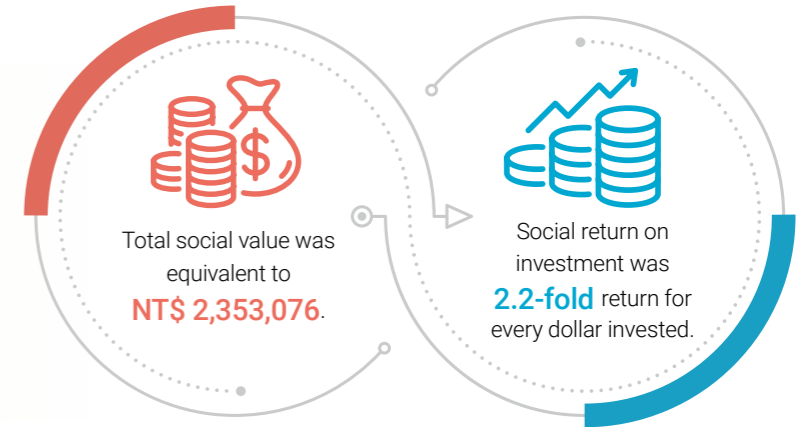 Total social value was
equivalent to
NT$ 2,353,076.
Social return on
investment was
2.2-fold return for
every dollar invested.